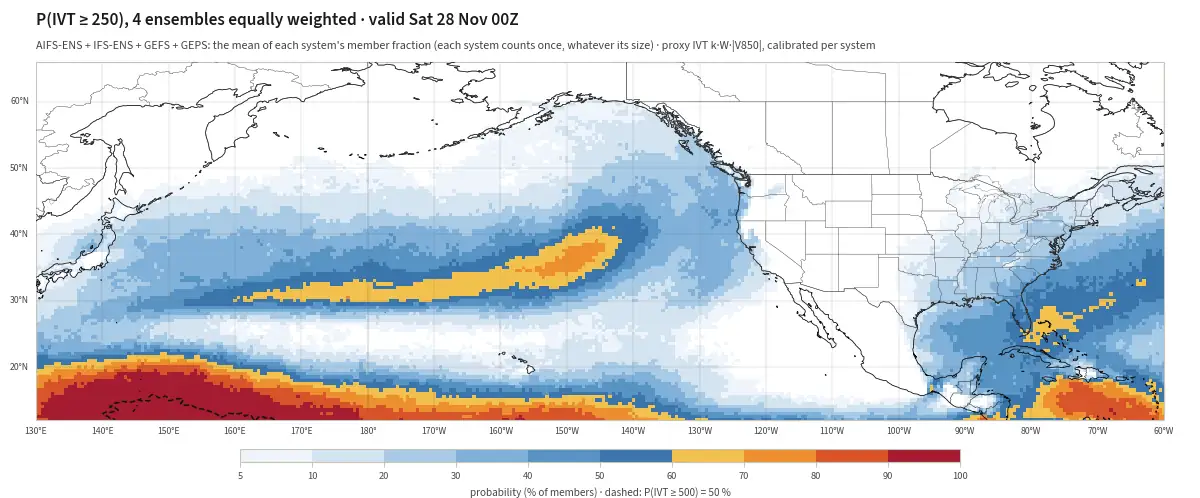 P(IVT ≥ 250), 4 ensembles equally weighted · valid Sat 28 Nov 00Z
AIFS-ENS + IFS-ENS + GEFS + GEPS: the mean of each system's member fraction (each system counts once, whatever its size) · proxy IVT k·W·|V850|, calibrated per system
60°N
50°N
40°N
30°N
20°N
130°E 140°E 150°E 160°E 170°E 180° 170°W 160°W 150°W 140°W 130°W 120°W 110°W 100°W 90°W 80°W 70°W 60°W
5 10 20 30 40 50 60 70 80 90 100
probability (% of members) · dashed: P(IVT ≥ 500) = 50 %